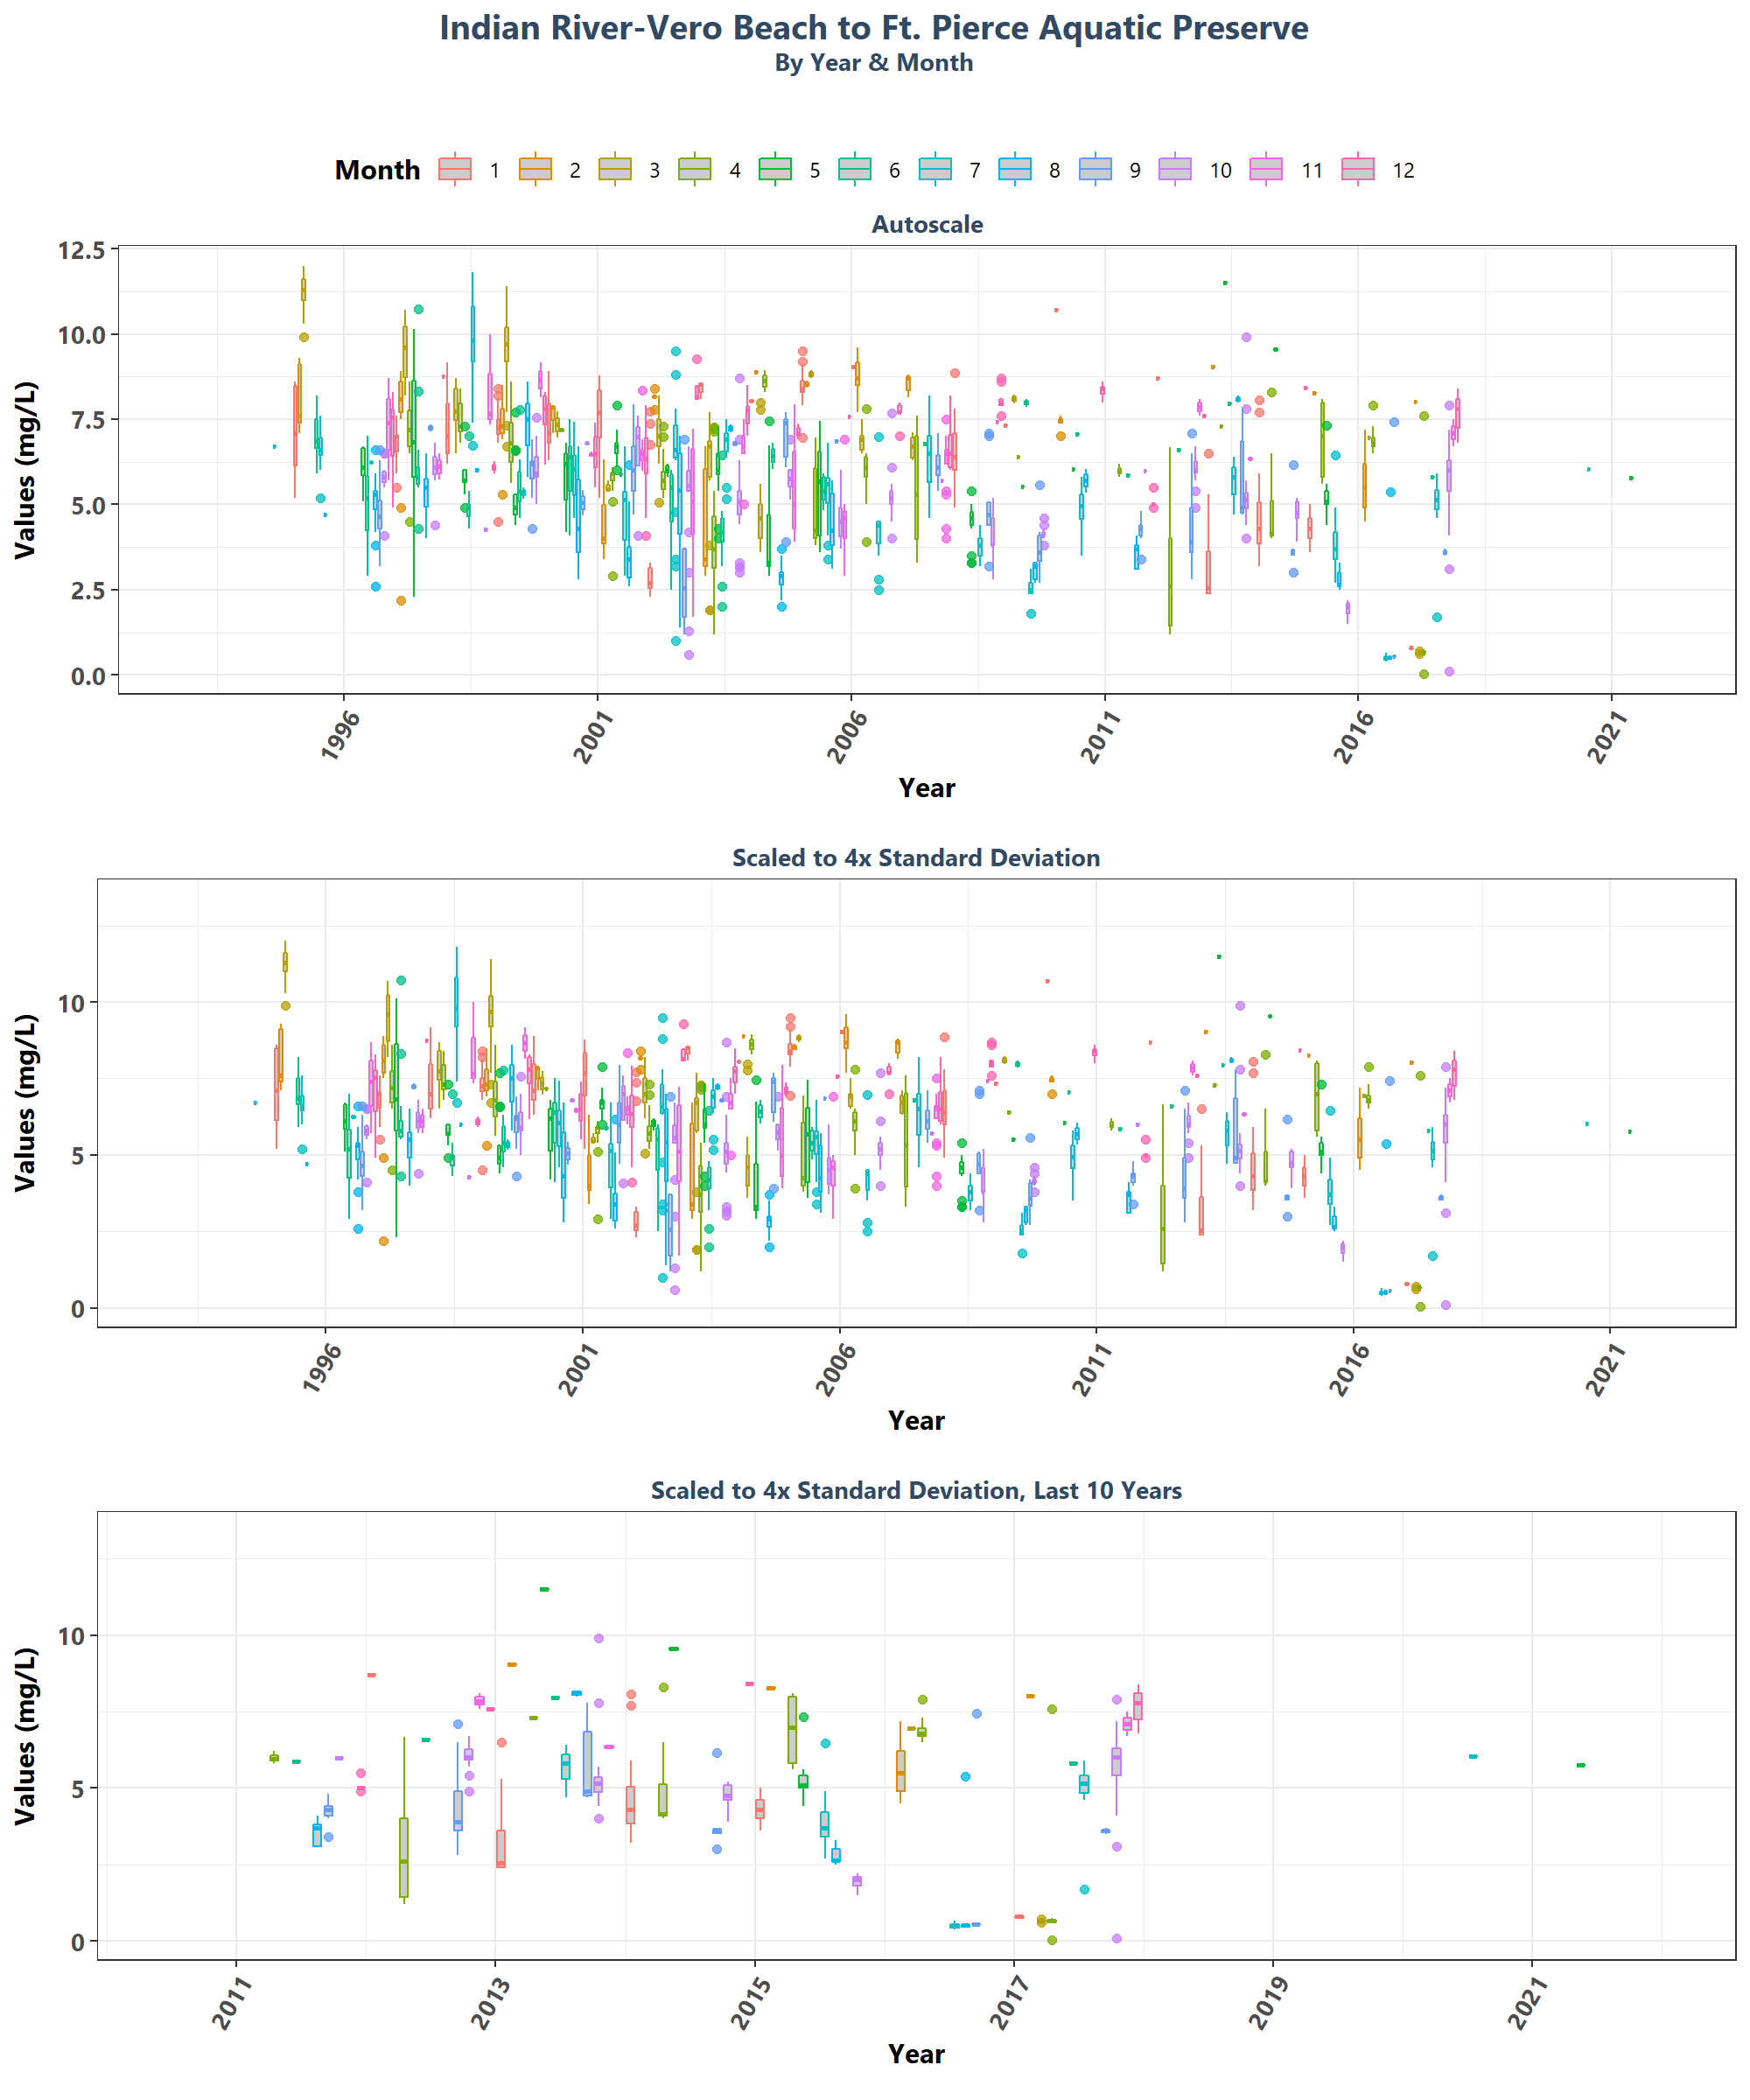 Indian River-Vero Beach to Ft. Pierce Aquatic Preserve
By Year & Month
Month 1 2 3 4 5 6 7 8 9 10 11 12
Autoscale
Values (mg/L)
12.5
10.0
7.5
5.0
2.5
0.0
1996 2001 2006 2011 2016 2021
Year
Scaled to 4x Standard Deviation
Values (mg/L)
10
5
0
1996 2001 2006 2011 2016 2021
Year
Scaled to 4x Standard Deviation, Last 10 Years
Values (mg/L)
10
5
0
2011 2013 2015 2017 2019 2021
Year